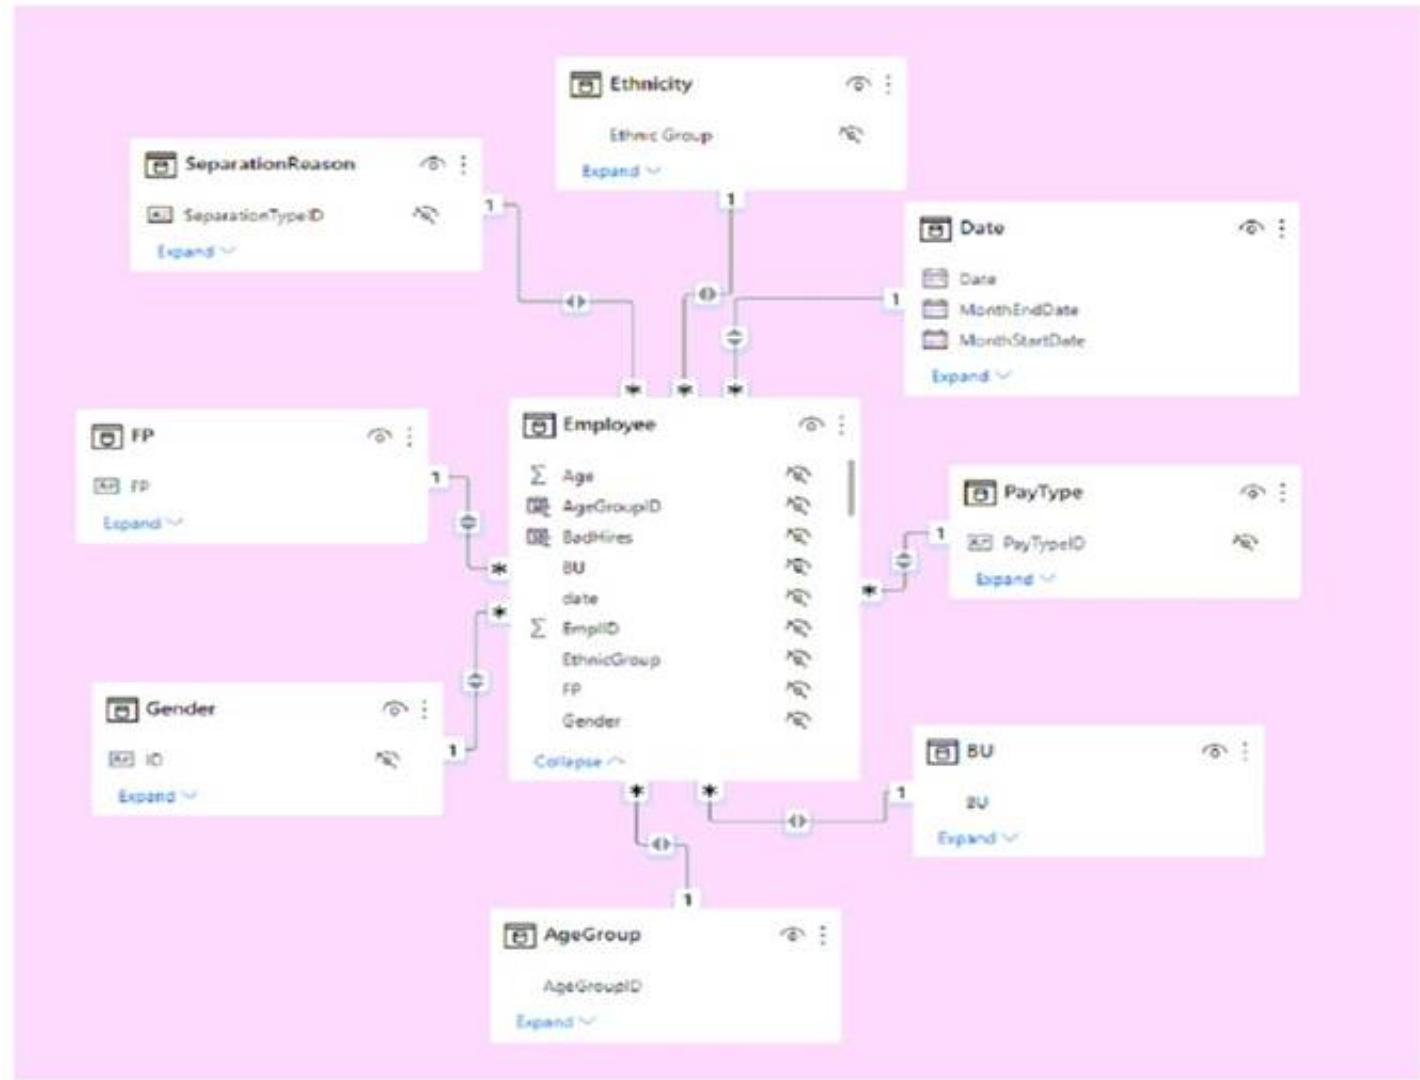 Ethnicity
Ethnic Group
Expand
SeparationReason
SeparationTypeID
Expand
1
1
Date
Date
MonthEndDate
MonthStartDate
Expand
1
*
*
*
FP
FP
Expand
1
*
Employee
Age
AgeGroupID
BadHires
BU
date
EmplID
EthnicGroup
FP
Gender
Collapse
PayType
PayTypeID
Expand
1
*
Gender
ID
Expand
1
*
BU
BU
Expand
1
*
*
1
AgeGroup
AgeGroupID
Expand